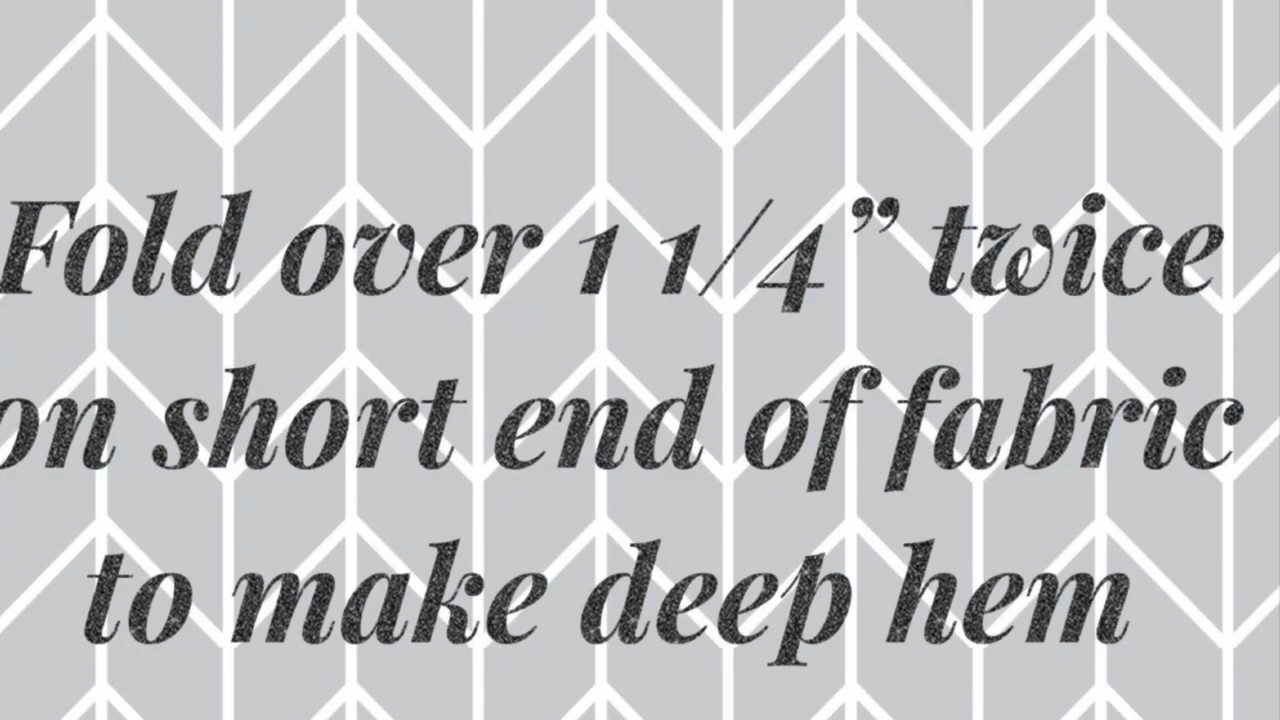 Fold over 1 1/4” twice
on short end of fabric
to make deep hem